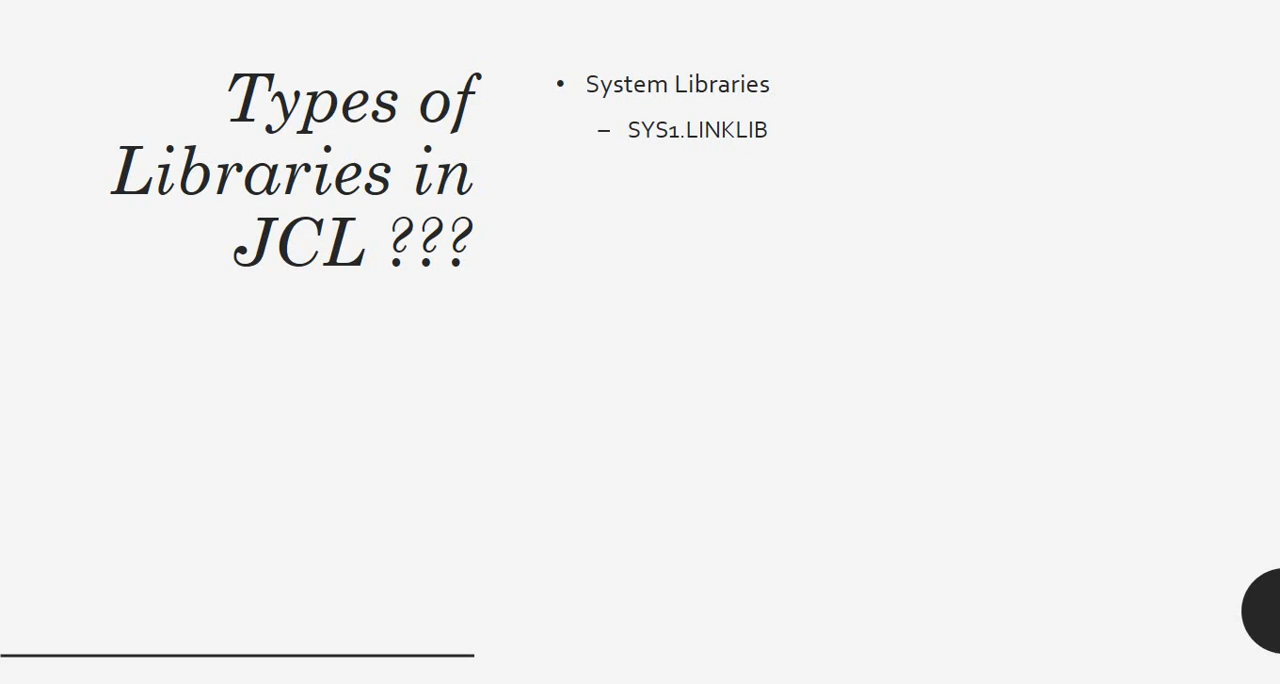 Types of
Libraries in
JCL ???
• System Libraries
– SYS1.LINKLIB